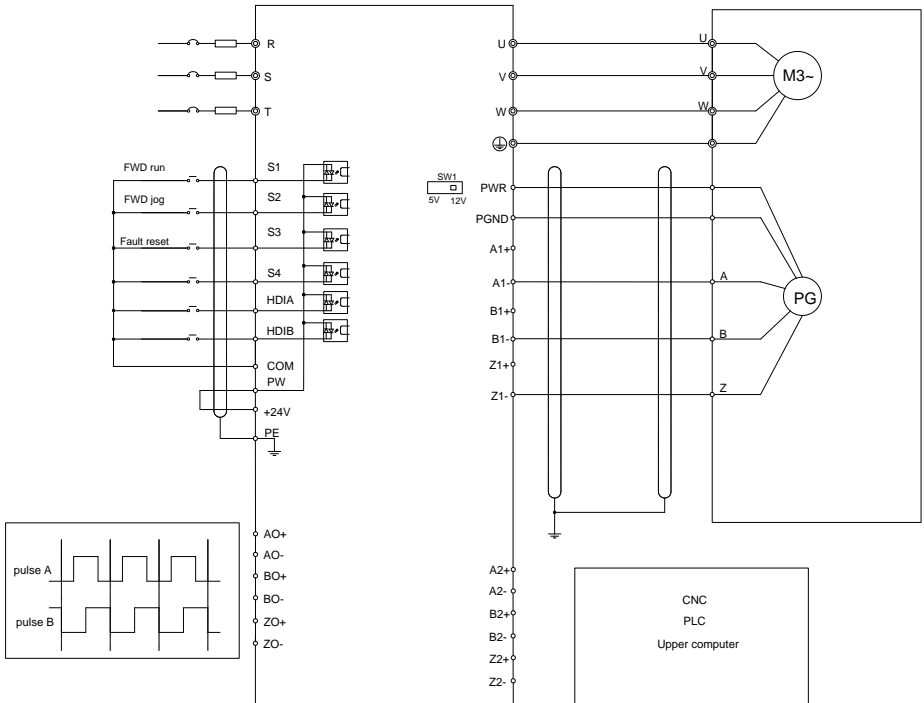 R
S
T
FWD run
S1
FWD jog
S2
Fault reset
S3
S4
HDIA
HDIB
COM
PW
+24V
PE
pulse A
pulse B
AO+
AO-
BO+
BO-
ZO+
ZO-
U
V
W
SW1
5V 12V
PWR
PGND
A1+
A1-
B1+
B1-
Z1+
Z1-
A2+
A2-
B2+
B2-
Z2+
Z2-
U
V
W
M3~
A
B
Z
PG
CNC
PLC
Upper computer